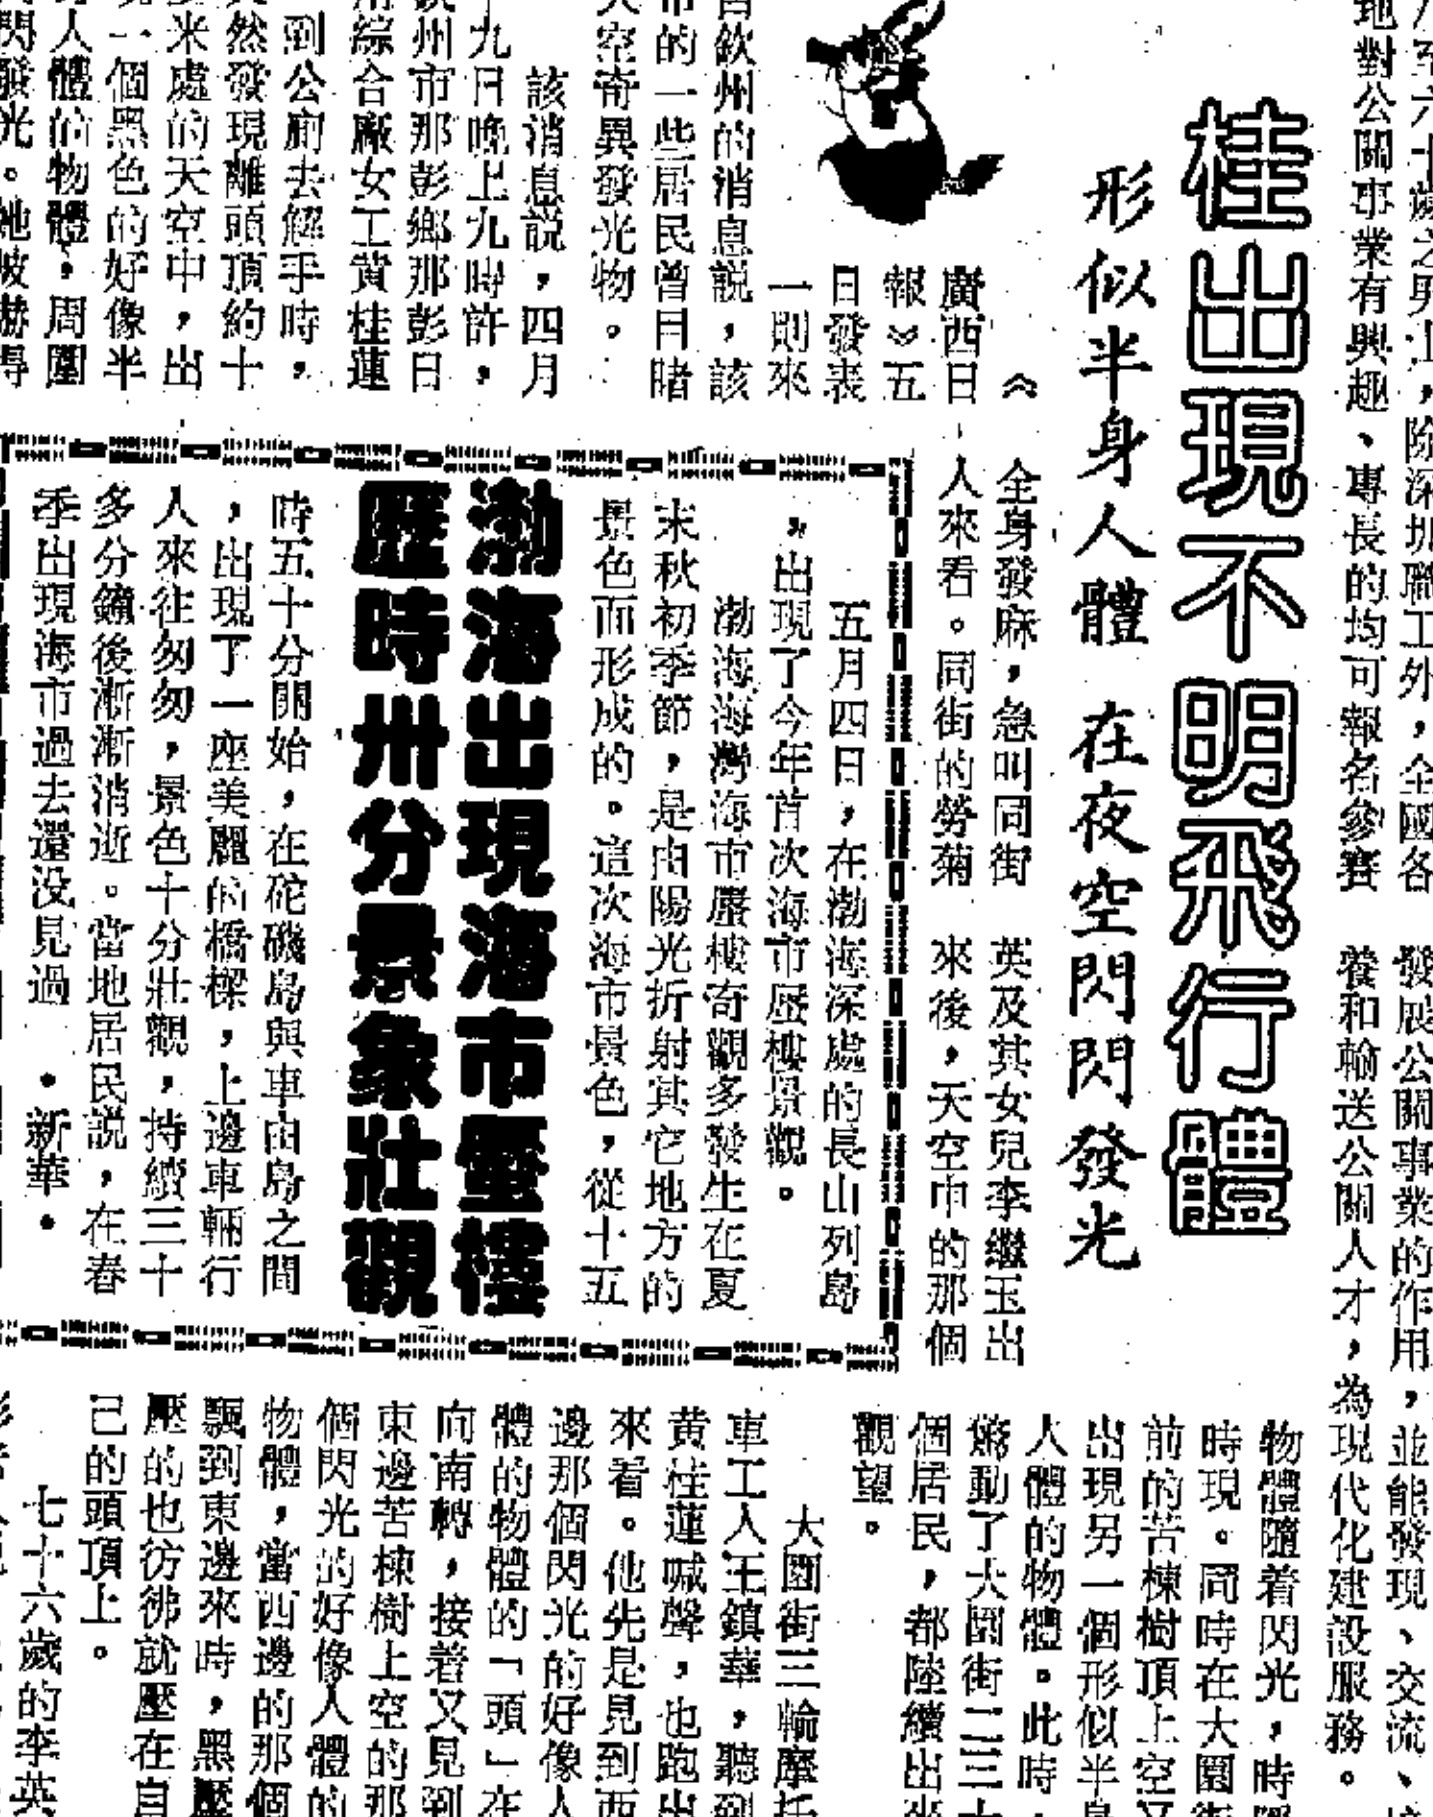 桂出現不明飛行體
形似半身人體 在夜空閃閃發光
《
廣西日
報》五
日發表
一則來
自欽州的消息説，該
市的一些居民曾目睹
天空奇異發光物。
該消息説，四月
十九日晚上九時許，
欽州市那彭鄉那彭日
用綜合廠女工黃桂蓮
到公廁去解手時，
突然發現離頭頂約十
多米處的天空中，出
現一個黑色的好像半
身人體的物體，周圍
閃閃發光。她被嚇得
全身發麻，急叫同街
人來看。同街的勞菊
英及其女兒李繼玉出
來後，天空中的那個
物體隨着閃光，時隱
時現。同時在大圍街
前的苦楝樹頂上空又
出現另一個形似半身
人體的物體。此時，
驚動了大圍街二三十
個居民，都陸續出來
觀望。
大圍街三輪摩托
車工人王鎮華，聽到
黃桂蓮喊聲，也跑出
來看。他先是見到西
邊那個閃光的好像人
體的物體的「頭」在
向南轉，接着又見到
東邊苦楝樹上空的那
個閃光的好像人體的
物體，當西邊的那個
飄到東邊來時，黑壓
壓的也彷彿就壓在自
己的頭頂上。
七十六歲的李英
渤海出現海市蜃樓
歷時卅分景象壯觀
五月四日，在渤海深處的長山列島
，出現了今年首次海市蜃樓景觀。
渤海海灣海市蜃樓奇觀多發生在夏
末秋初季節，是由陽光折射其它地方的
景色而形成的。這次海市景色，從十五
時五十分開始，在砣磯島與車由島之間
，出現了一座美麗的橋樑，上邊車輛行
人來往匆匆，景色十分壯觀，持續三十
多分鐘後漸漸消逝。當地居民説，在春
季出現海市過去還没見過 •新華•
地對公關事業有興趣、專長的均可報名參賽
，除深圳職工外，全國各
發展公關事業的作用，並能發現、交流、
養和輸送公關人才，為現代化建設服務。